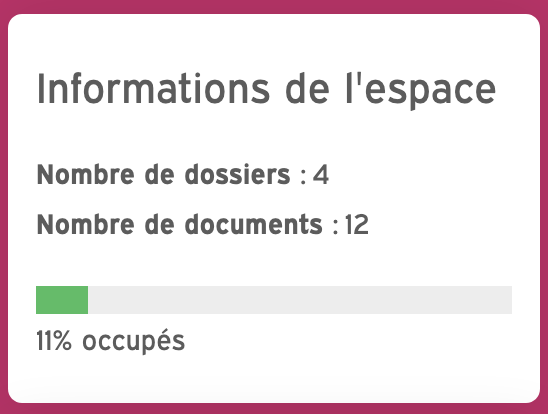 Informations de l'espace
Nombre de dossiers : 4
Nombre de documents : 12
11% occupés